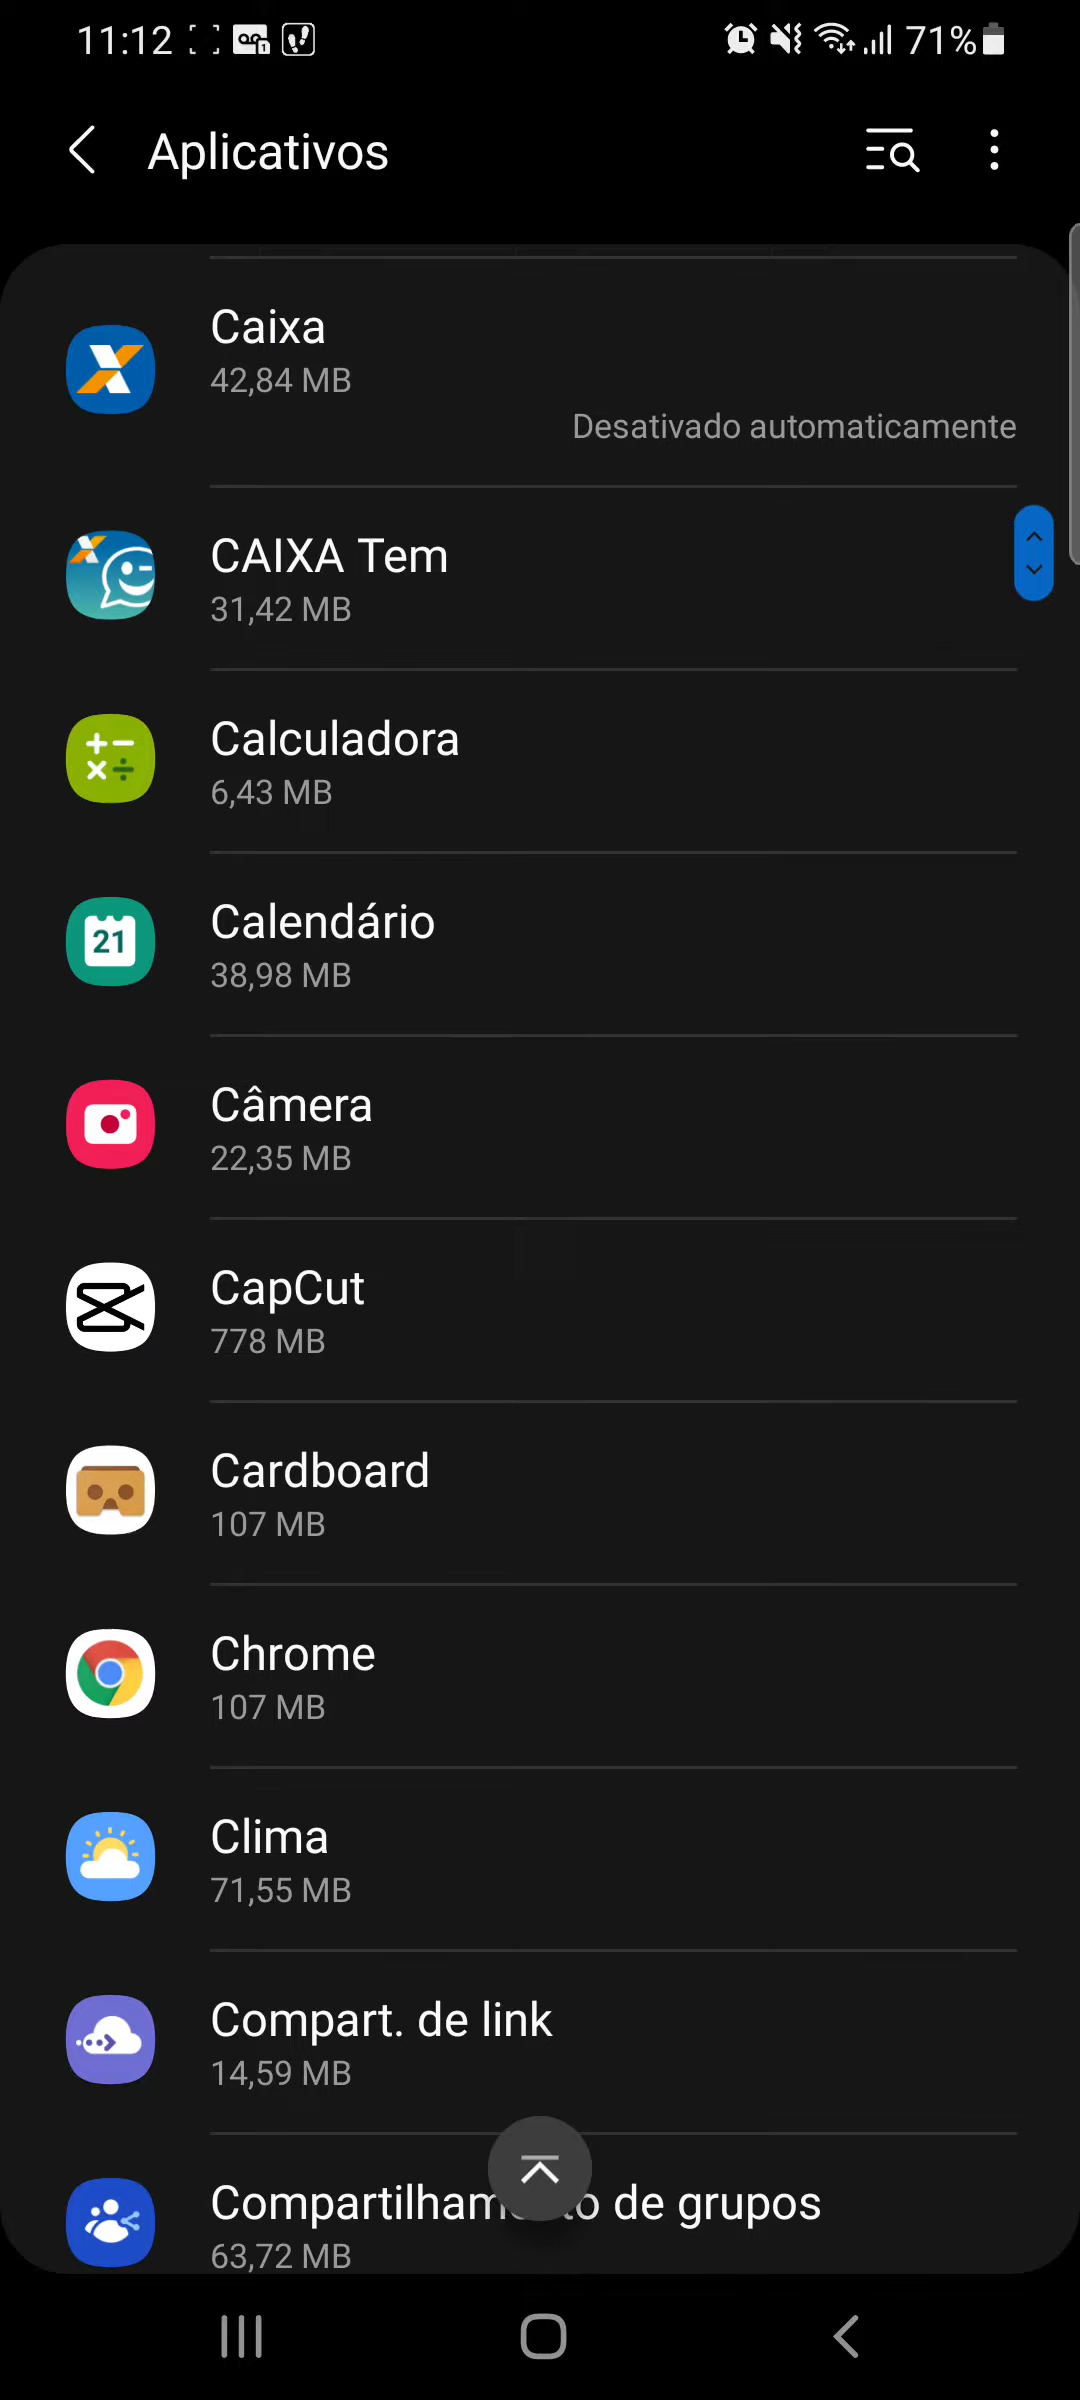 11:12
1
71%
Aplicativos
Caixa
42,84 MB
Desativado automaticamente
CAIXA Tem
31,42 MB
Calculadora
6,43 MB
21
Calendário
38,98 MB
Câmera
22,35 MB
CapCut
778 MB
Cardboard
107 MB
Chrome
107 MB
Clima
71,55 MB
Compart. de link
14,59 MB
de grupos
63,72 MB